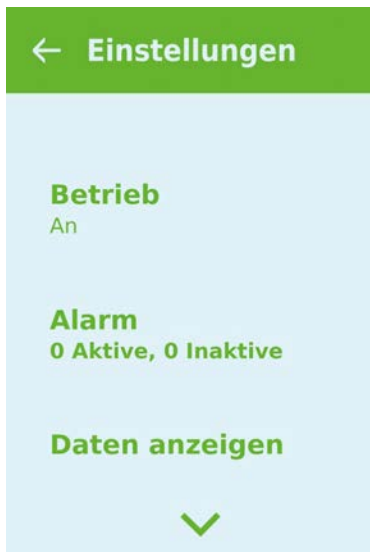 Einstellungen
Betrieb
An
Alarm
0 Aktive, 0 Inaktive
Daten anzeigen